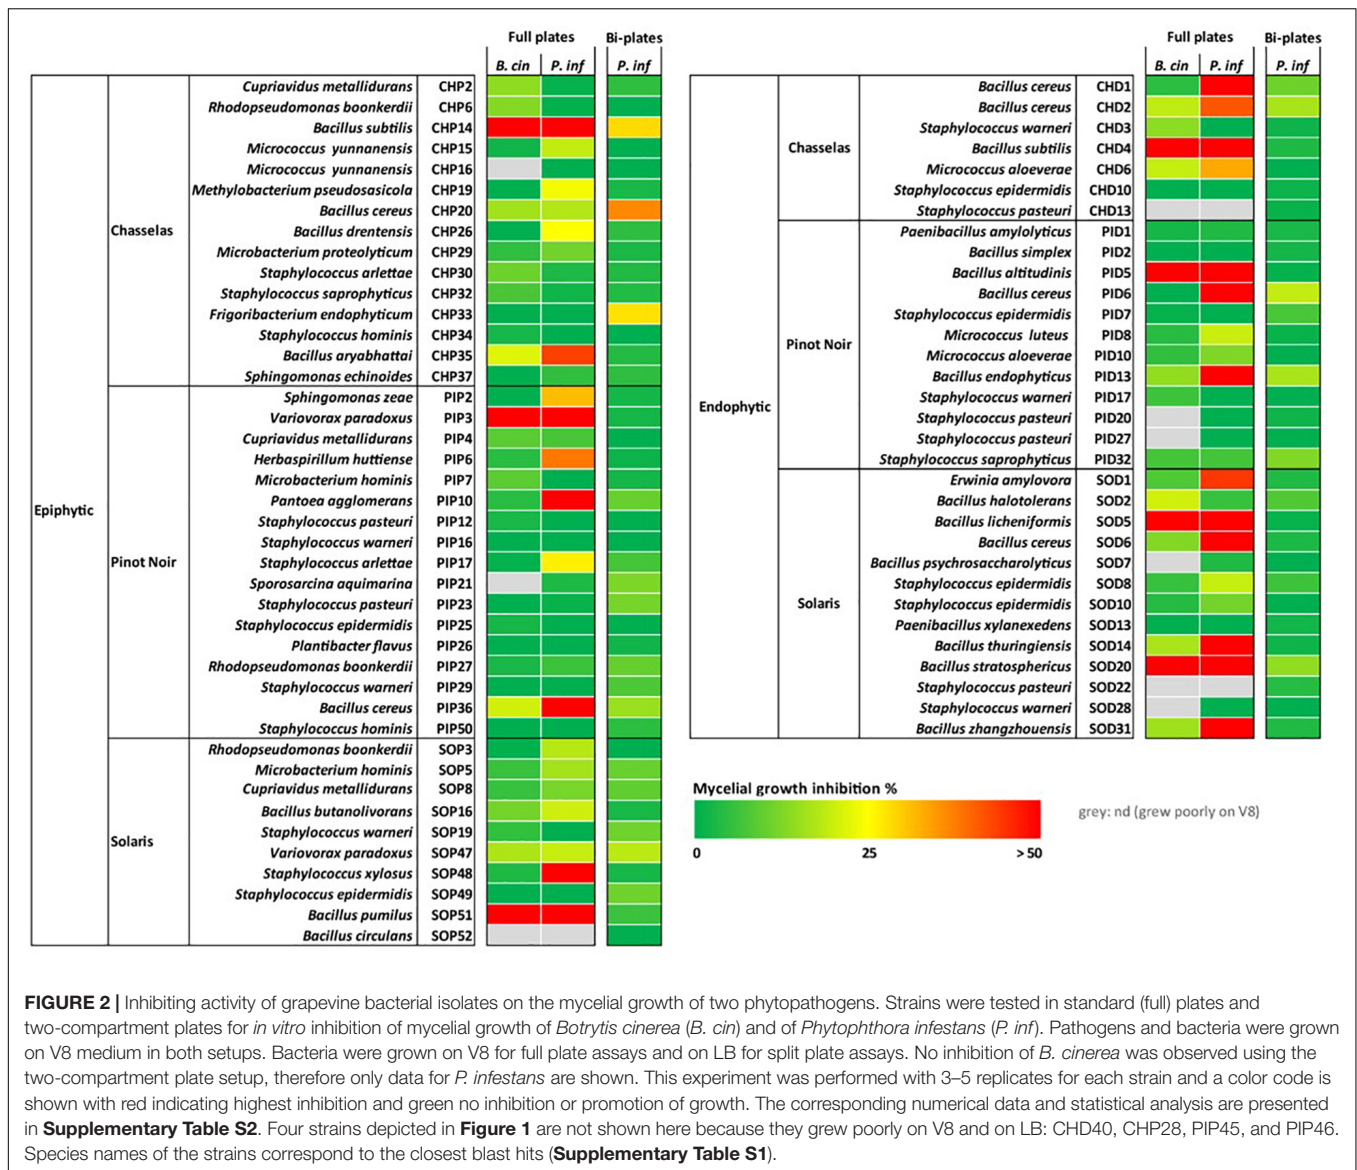 Full plates Bi-plates
B. cin P. inf P. inf
Epiphytic
Chasselas
Cupriavidus metallidurans CHP2
Rhodopseudomonas boonkerdii CHP6
Bacillus subtilis CHP14
Micrococcus yunnanensis CHP15
Micrococcus yunnanensis CHP16
Methylobacterium pseudosasicola CHP19
Bacillus cereus CHP20
Bacillus drentensis CHP26
Microbacterium proteolyticum CHP29
Staphylococcus arlettae CHP30
Staphylococcus saprophyticus CHP32
Frigoribacterium endophyticum CHP33
Staphylococcus hominis CHP34
Bacillus aryabhattai CHP35
Sphingomonas echinoides CHP37
Pinot Noir
Sphingomonas zeae PIP2
Variovorax paradoxus PIP3
Cupriavidus metallidurans PIP4
Herbaspirillum huttiense PIP6
Microbacterium hominis PIP7
Pantoea agglomerans PIP10
Staphylococcus pasteuri PIP12
Staphylococcus warneri PIP16
Staphylococcus arlettae PIP17
Sporosarcina aquimarina PIP21
Staphylococcus pasteuri PIP23
Staphylococcus epidermidis PIP25
Plantibacter flavus PIP26
Rhodopseudomonas boonkerdii PIP27
Staphylococcus warneri PIP29
Bacillus cereus PIP36
Staphylococcus hominis PIP50
Solaris
Rhodopseudomonas boonkerdii SOP3
Microbacterium hominis SOP5
Cupriavidus metallidurans SOP8
Bacillus butanolivorans SOP16
Staphylococcus warneri SOP19
Variovorax paradoxus SOP47
Staphylococcus xylosus SOP48
Staphylococcus epidermidis SOP49
Bacillus pumilus SOP51
Bacillus circulans SOP52
Full plates Bi-plates
B. cin P. inf P. inf
Endophytic
Chasselas
Bacillus cereus CHD1
Bacillus cereus CHD2
Staphylococcus warneri CHD3
Bacillus subtilis CHD4
Micrococcus aloeverae CHD6
Staphylococcus epidermidis CHD10
Staphylococcus pasteuri CHD13
Pinot Noir
Paenibacillus amylolyticus PID1
Bacillus simplex PID2
Bacillus altitudinis PID5
Bacillus cereus PID6
Staphylococcus epidermidis PID7
Micrococcus luteus PID8
Micrococcus aloeverae PID10
Bacillus endophyticus PID13
Staphylococcus warneri PID17
Staphylococcus pasteuri PID20
Staphylococcus pasteuri PID27
Staphylococcus saprophyticus PID32
Solaris
Erwinia amylovora SOD1
Bacillus halotolerans SOD2
Bacillus licheniformis SOD5
Bacillus cereus SOD6
Bacillus psychrosaccharolyticus SOD7
Staphylococcus epidermidis SOD8
Staphylococcus epidermidis SOD10
Paenibacillus xylanexedens SOD13
Bacillus thuringiensis SOD14
Bacillus stratosphericus SOD20
Staphylococcus pasteuri SOD22
Staphylococcus warneri SOD28
Bacillus zhangzhouensis SOD31
Mycelial growth inhibition %
0 25 >50
grey: nd (grew poorly on V8)
FIGURE 2 | Inhibiting activity of grapevine bacterial isolates on the mycelial growth of two phytopathogens. Strains were tested in standard (full) plates and
two-compartment plates for in vitro inhibition of mycelial growth of Botrytis cinerea (B. cin) and of Phytophthora infestans (P. inf). Pathogens and bacteria were grown
on V8 medium in both setups. Bacteria were grown on V8 for full plate assays and on LB for split plate assays. No inhibition of B. cinerea was observed using the
two-compartment plate setup, therefore only data for P. infestans are shown. This experiment was performed with 3–5 replicates for each strain and a color code is
shown with red indicating highest inhibition and green no inhibition or promotion of growth. The corresponding numerical data and statistical analysis are presented
in Supplementary Table S2. Four strains depicted in Figure 1 are not shown here because they grew poorly on V8 and on LB: CHD40, CHP28, PIP45, and PIP46.
Species names of the strains correspond to the closest blast hits (Supplementary Table S1).